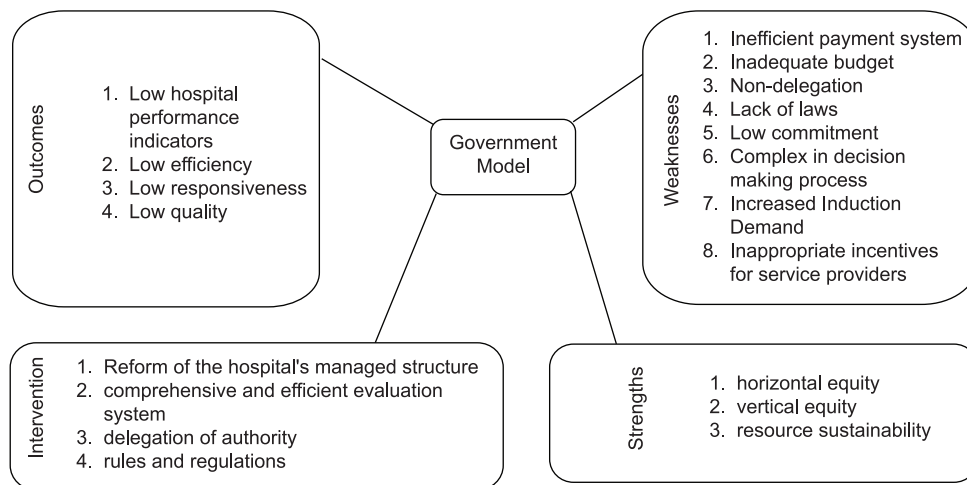 Outcomes
1. Low hospital
performance
indicators
2. Low efficiency
3. Low responsiveness
4. Low quality
Government
Model
Weaknesses
1. Inefficient payment system
2. Inadequate budget
3. Non-delegation
4. Lack of laws
5. Low commitment
6. Complex in decision
making process
7. Increased Induction
Demand
8. Inappropriate incentives
for service providers
Intervention
1. Reform of the hospital's managed structure
2. comprehensive and efficient evaluation
system
3. delegation of authority
4. rules and regulations
Strengths
1. horizontal equity
2. vertical equity
3. resource sustainability